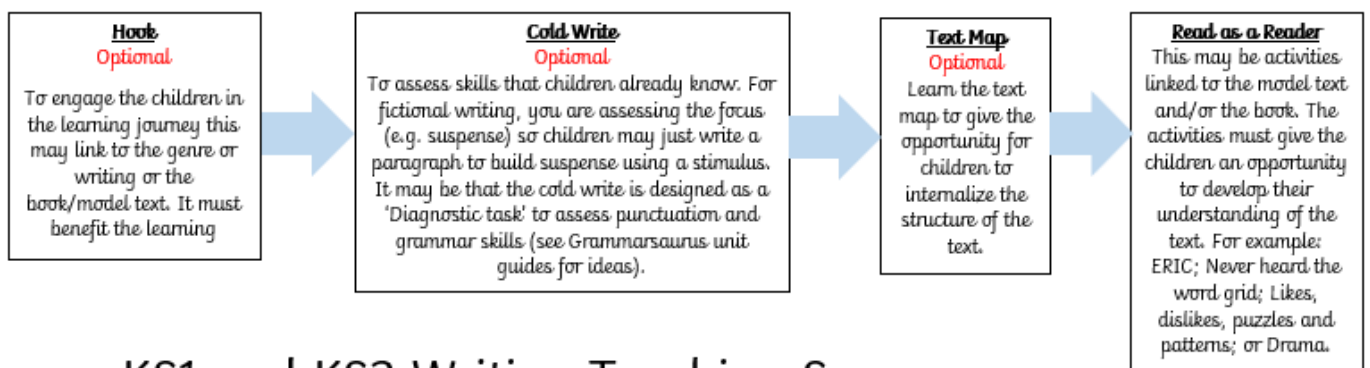 Hook
Optional
To engage the children in
the learning journey this
may link to the genre or
writing or the
book/model text. It must
benefit the learning
Cold Write
Optional
To assess skills that children already know. For
fictional writing, you are assessing the focus
(e.g. suspense) so children may just write a
paragraph to build suspense using a stimulus.
It may be that the cold write is designed as a
'Diagnostic task' to assess punctuation and
grammar skills (see Grammarsaurus unit
guides for ideas).
Text Map
Optional
Learn the text
map to give the
opportunity for
children to
internalize the
structure of the
text.
Read as a Reader
This may be activities
linked to the model text
and/or the book. The
activities must give the
children an opportunity
to develop their
understanding of the
text. For example:
ERIC; Never heard the
word grid; Likes,
dislikes, puzzles and
patterns; or Drama.
KS1 and KS2 Writing Teaching